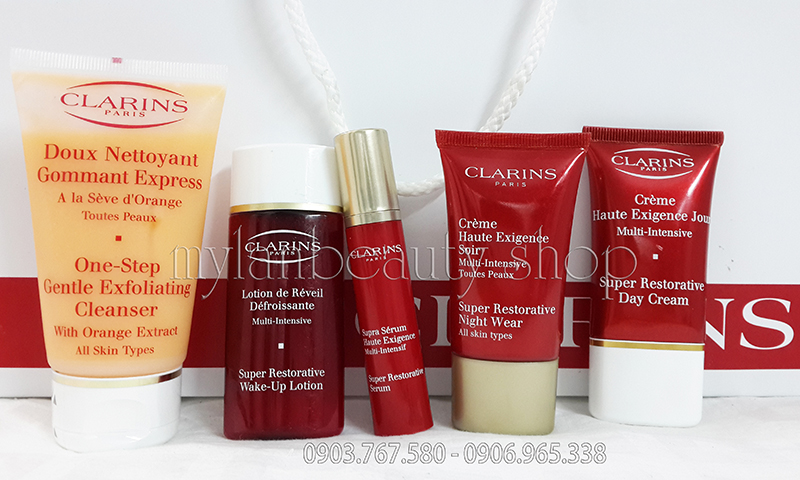 CLARINS
PARIS
Doux Nettoyant
Gommant Express
A la Sève d'Orange
Toutes Peaux
One-Step
Gentle Exfoliating
Cleanser
With Orange Extract
All Skin Types
CLARINS
PARIS
Lotion de Réveil
Défroissante
Multi-Intensive
Super Restorative
Wake-Up Lotion
CLARINS
PARIS
Supra Sérum
Haute Exigence
Multi-Intensif
Super Restorative
Serum
CLARINS
PARIS
Crème
Haute Exigence
Soir
Multi-Intensive
Toutes Peaux
Super Restorative
Night Wear
All skin types
CLARINS
PARIS
Crème
Haute Exigence Jour
Multi-Intensive
Super Restorative
Day Cream
mylanbeauty shop
0903.767.580 - 0906.965.338